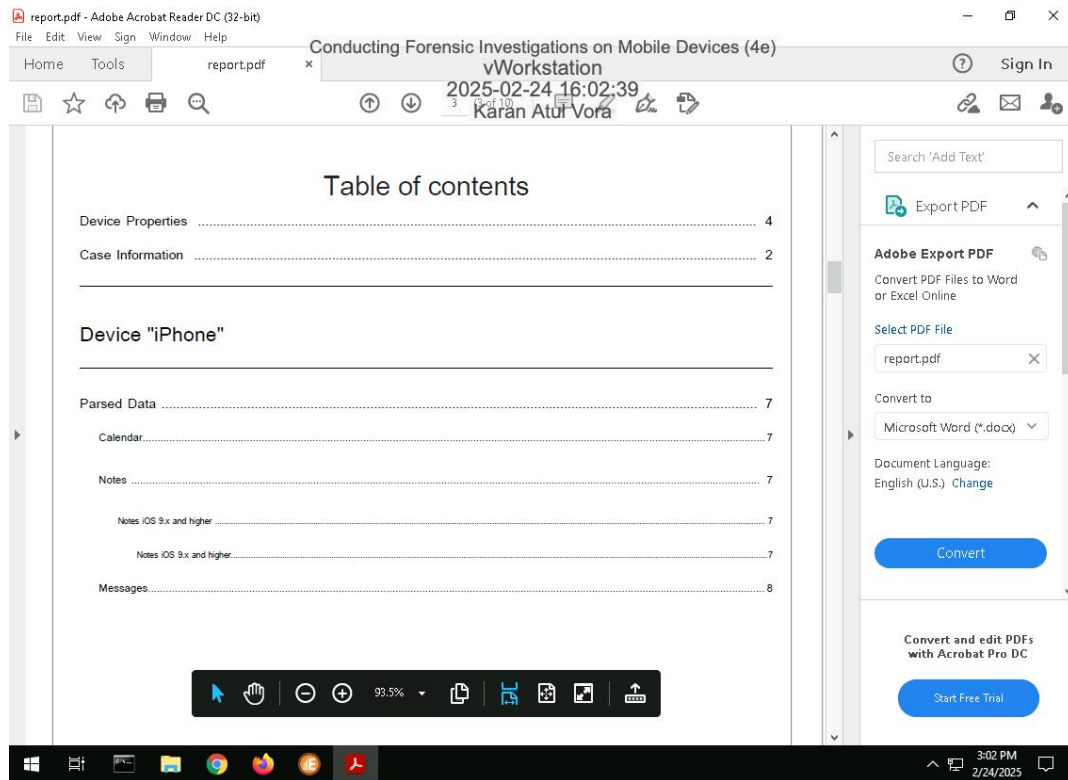 report.pdf - Adobe Acrobat Reader DC (32-bit)
File Edit View Sign Window Help
Conducting Forensic Investigations on Mobile Devices (4e)
vWorkstation
2025-02-24 16:02:39
Karan Atul Vora
Home Tools report.pdf × ? Sign In
3 (3 of 10)
Search 'Add Text'
Export PDF
Adobe Export PDF
Convert PDF Files to Word
or Excel Online
Select PDF File
report.pdf
Convert to
Microsoft Word (*.docx)
Document Language:
English (U.S.) Change
Convert
Convert and edit PDFs
with Acrobat Pro DC
Start Free Trial
Table of contents
Device Properties 4
Case Information 2
Device "iPhone"
Parsed Data 7
Calendar 7
Notes 7
Notes iOS 9.x and higher 7
Notes iOS 9.x and higher 7
Messages 8
93.5%
3:02 PM
2/24/2025